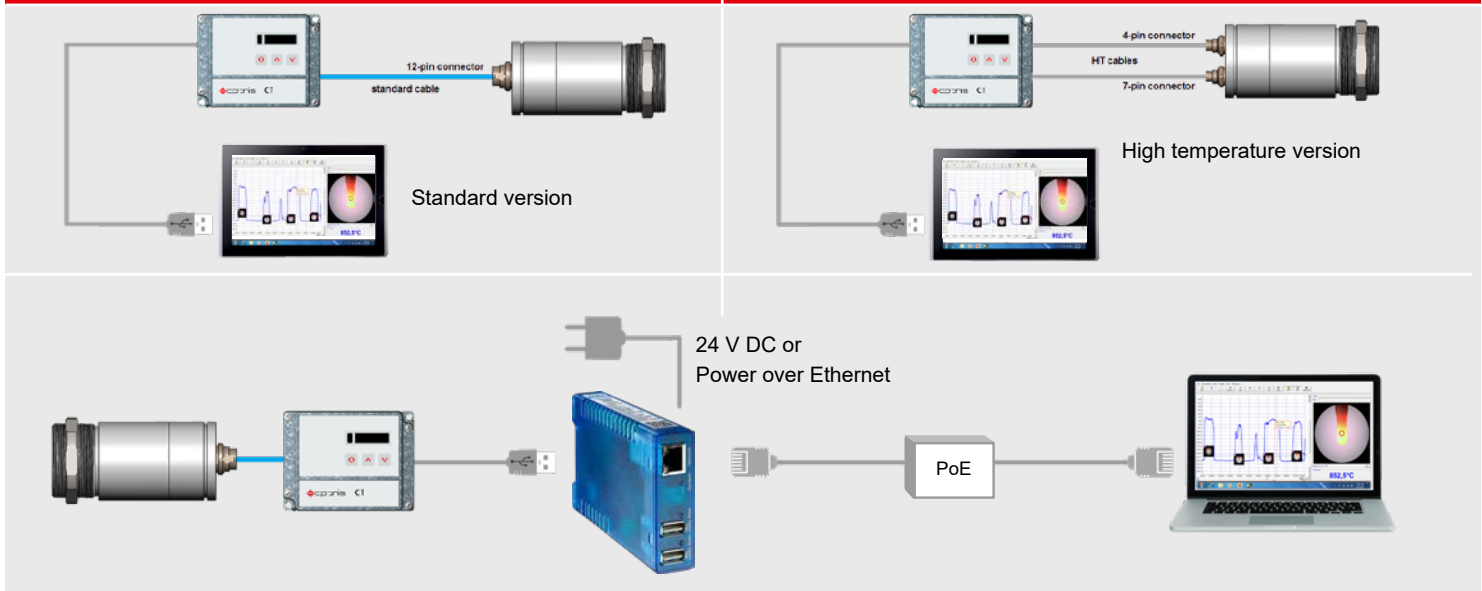 12-pin connector
standard cable
optris CT
Standard version
852,5°C
4-pin connector
HT cables
7-pin connector
optris CT
High temperature version
852,5°C
24 V DC or
Power over Ethernet
optris CT
PoE
852,5°C